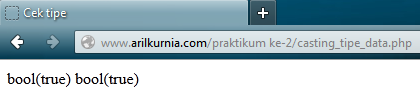 Cek tipe
www.arilkurnia.com/praktikum ke-2/casting_tipe_data.php
bool(true) bool(true)